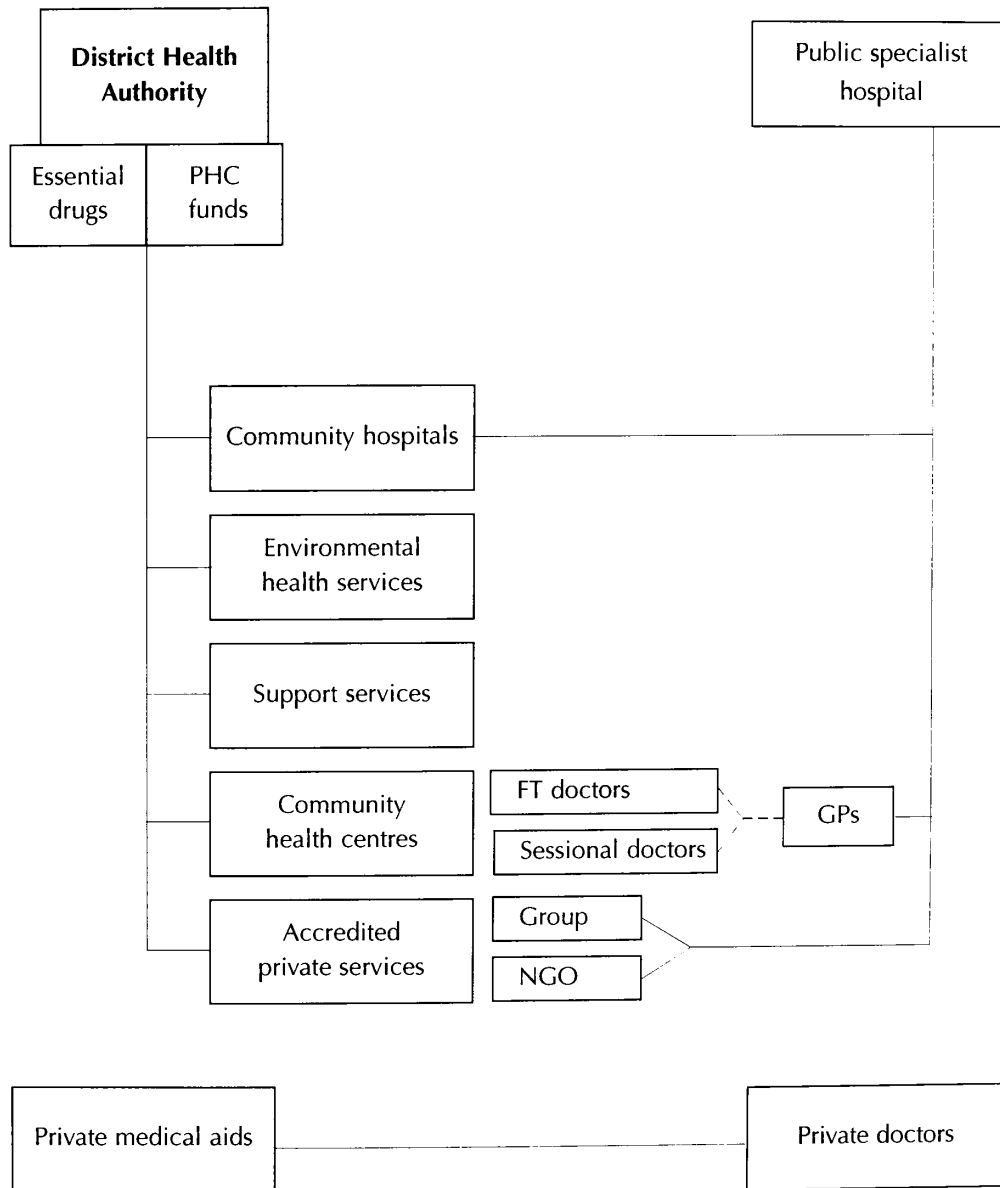 District Health
Authority
Public specialist
hospital
Essential
drugs
PHC
funds
Community hospitals
Environmental
health services
Support services
Community
health centres
FT doctors
Sessional doctors
GPs
Accredited
private services
Group
NGO
Private medical aids
Private doctors